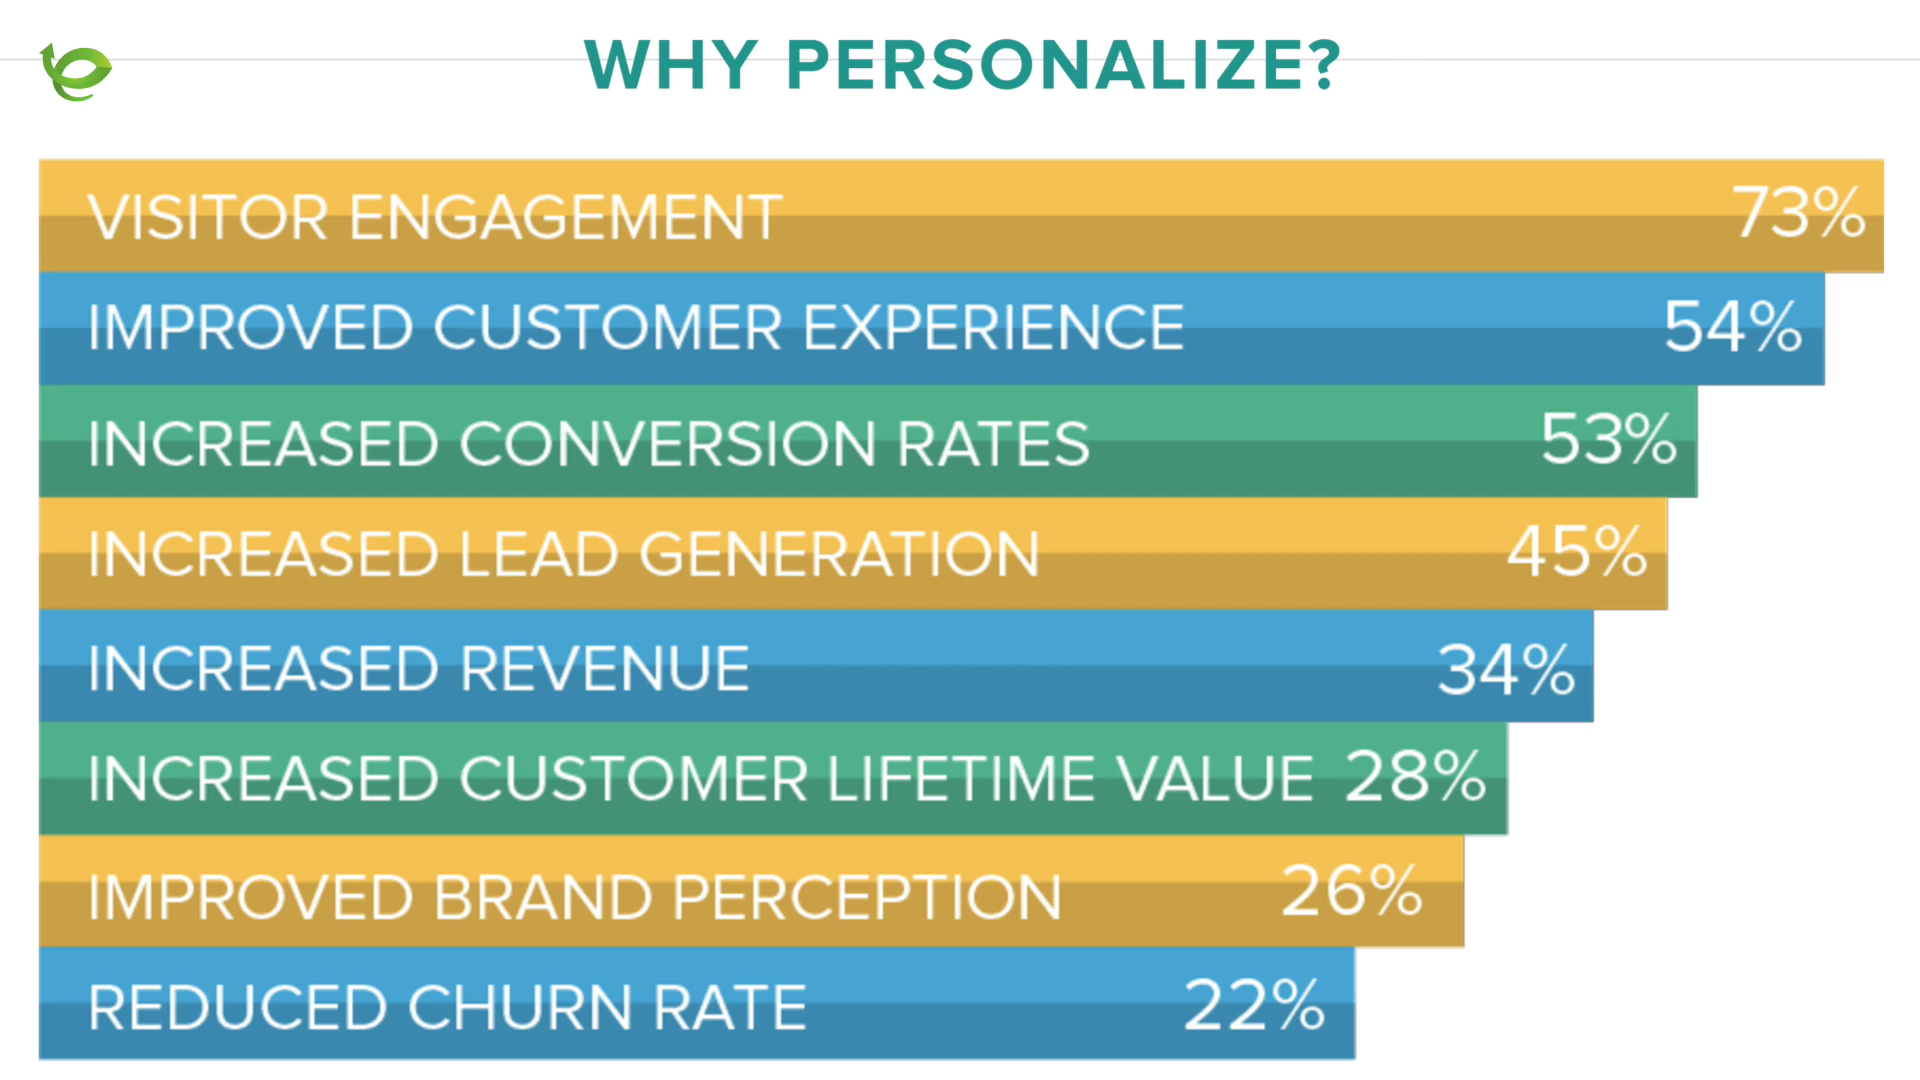 WHY PERSONALIZE?
VISITOR ENGAGEMENT 73%
IMPROVED CUSTOMER EXPERIENCE 54%
INCREASED CONVERSION RATES 53%
INCREASED LEAD GENERATION 45%
INCREASED REVENUE 34%
INCREASED CUSTOMER LIFETIME VALUE 28%
IMPROVED BRAND PERCEPTION 26%
REDUCED CHURN RATE 22%